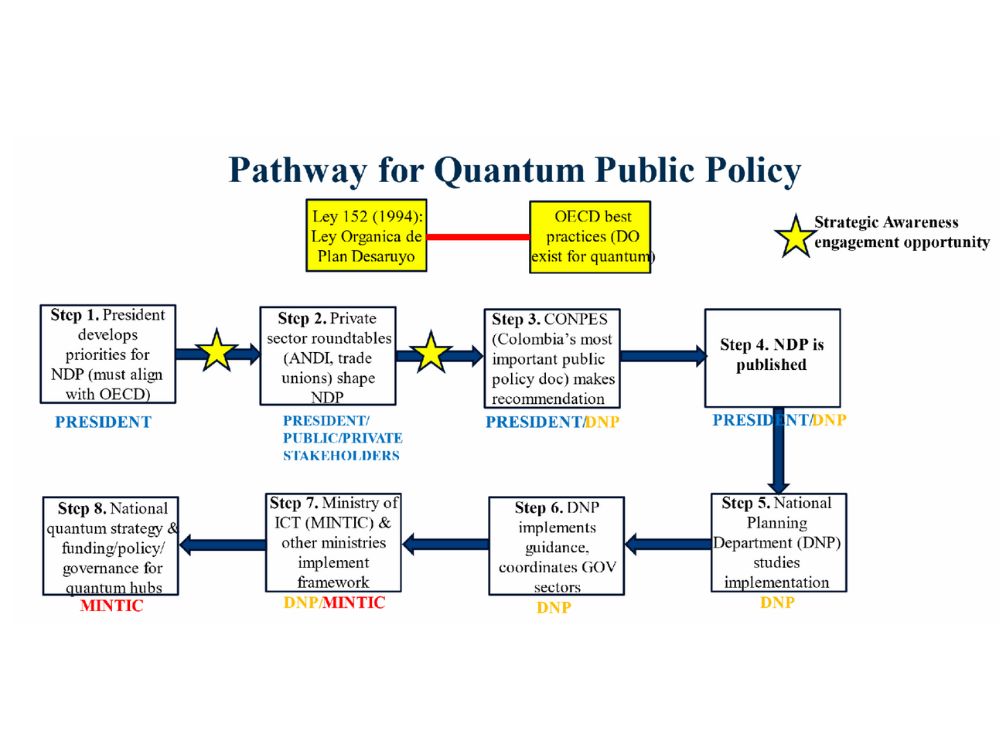 Pathway for Quantum Public Policy
Ley 152 (1994):
Ley Organica de
Plan Desaruyo
OECD best
practices (DO
exist for quantum)
Strategic Awareness
engagement opportunity
Step 1. President
develops
priorities for
NDP (must align
with OECD)
PRESIDENT
Step 2. Private
sector roundtables
(ANDI, trade
unions) shape
NDP
PRESIDENT/
PUBLIC/PRIVATE
STAKEHOLDERS
Step 3. CONPES
(Colombia's most
important public
policy doc) makes
recommendation
PRESIDENT/DNP
Step 4. NDP is
published
PRESIDENT/DNP
Step 5. National
Planning
Department (DNP)
studies
implementation
DNP
Step 6. DNP
implements
guidance,
coordinates GOV
sectors
DNP
Step 7. Ministry of
ICT (MINTIC) &
other ministries
implement
framework
DNP/MINTIC
Step 8. National
quantum strategy &
funding/policy/
governance for
quantum hubs
MINTIC